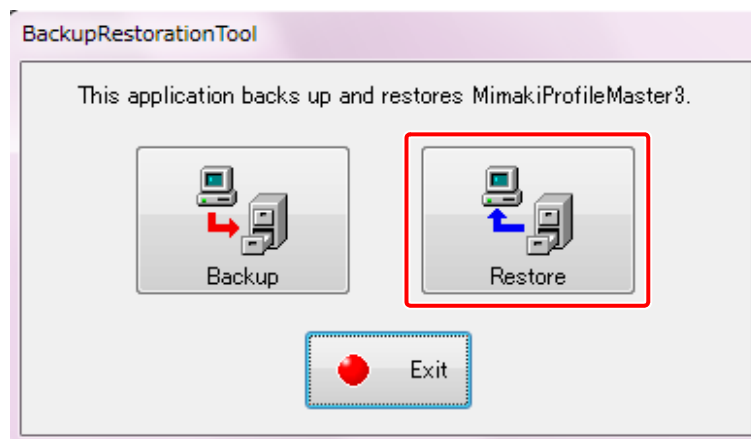 BackupRestorationTool
This application backs up and restores MimakiProfileMaster3.
Backup
Restore
Exit